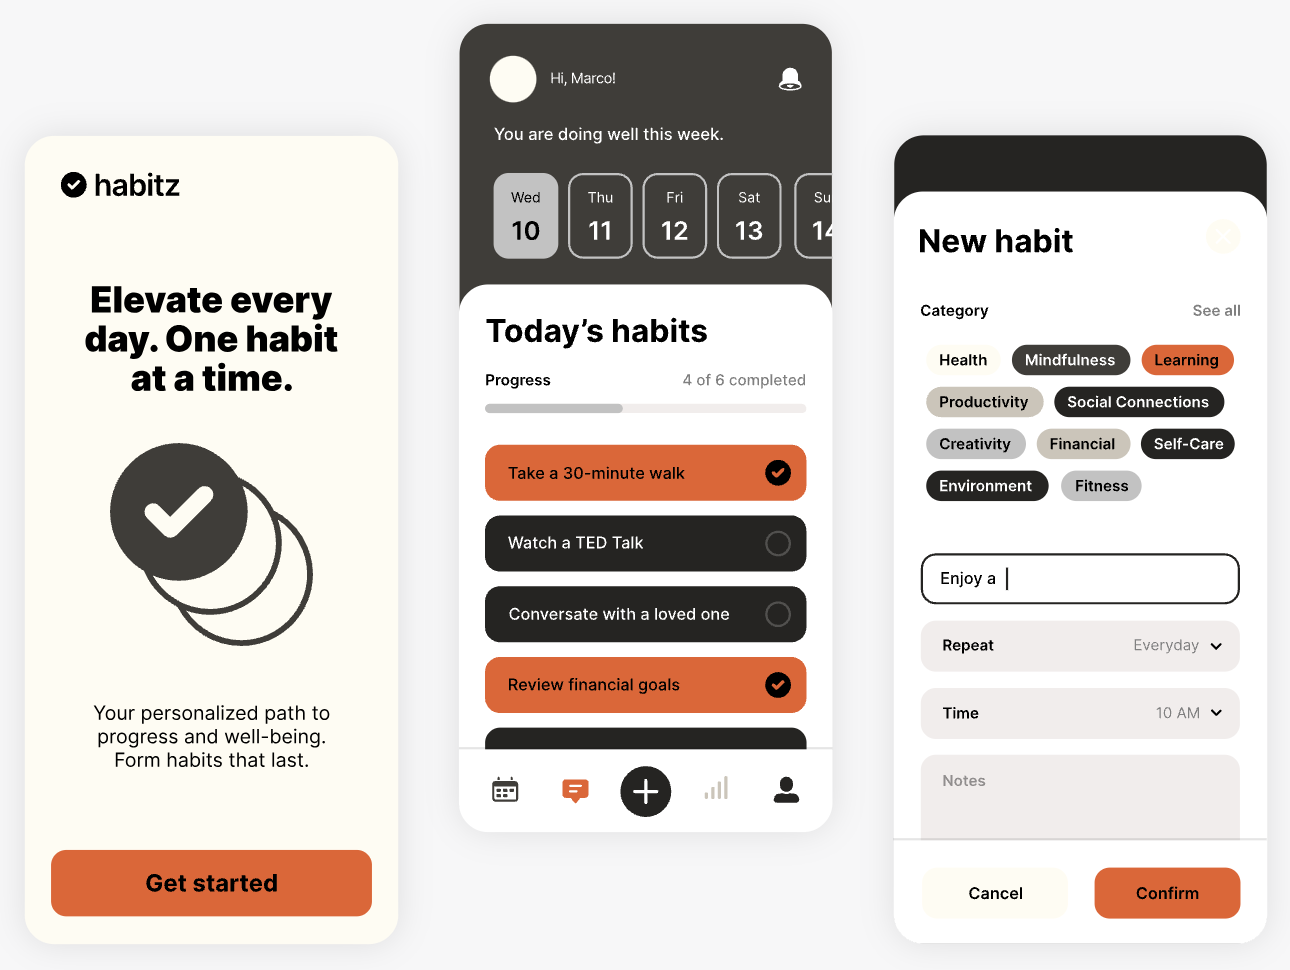 habitz
Elevate every
day. One habit
at a time.
Your personalized path to
progress and well-being.
Form habits that last.
Get started
Hi, Marco!
You are doing well this week.
Wed Thu Fri Sat Su
10 11 12 13 14
Today's habits
Progress 4 of 6 completed
Take a 30-minute walk
Watch a TED Talk
Conversate with a loved one
Review financial goals
New habit
Category See all
Health Mindfulness Learning
Productivity Social Connections
Creativity Financial Self-Care
Environment Fitness
Enjoy a
Repeat Everyday
Time 10 AM
Notes
Cancel Confirm